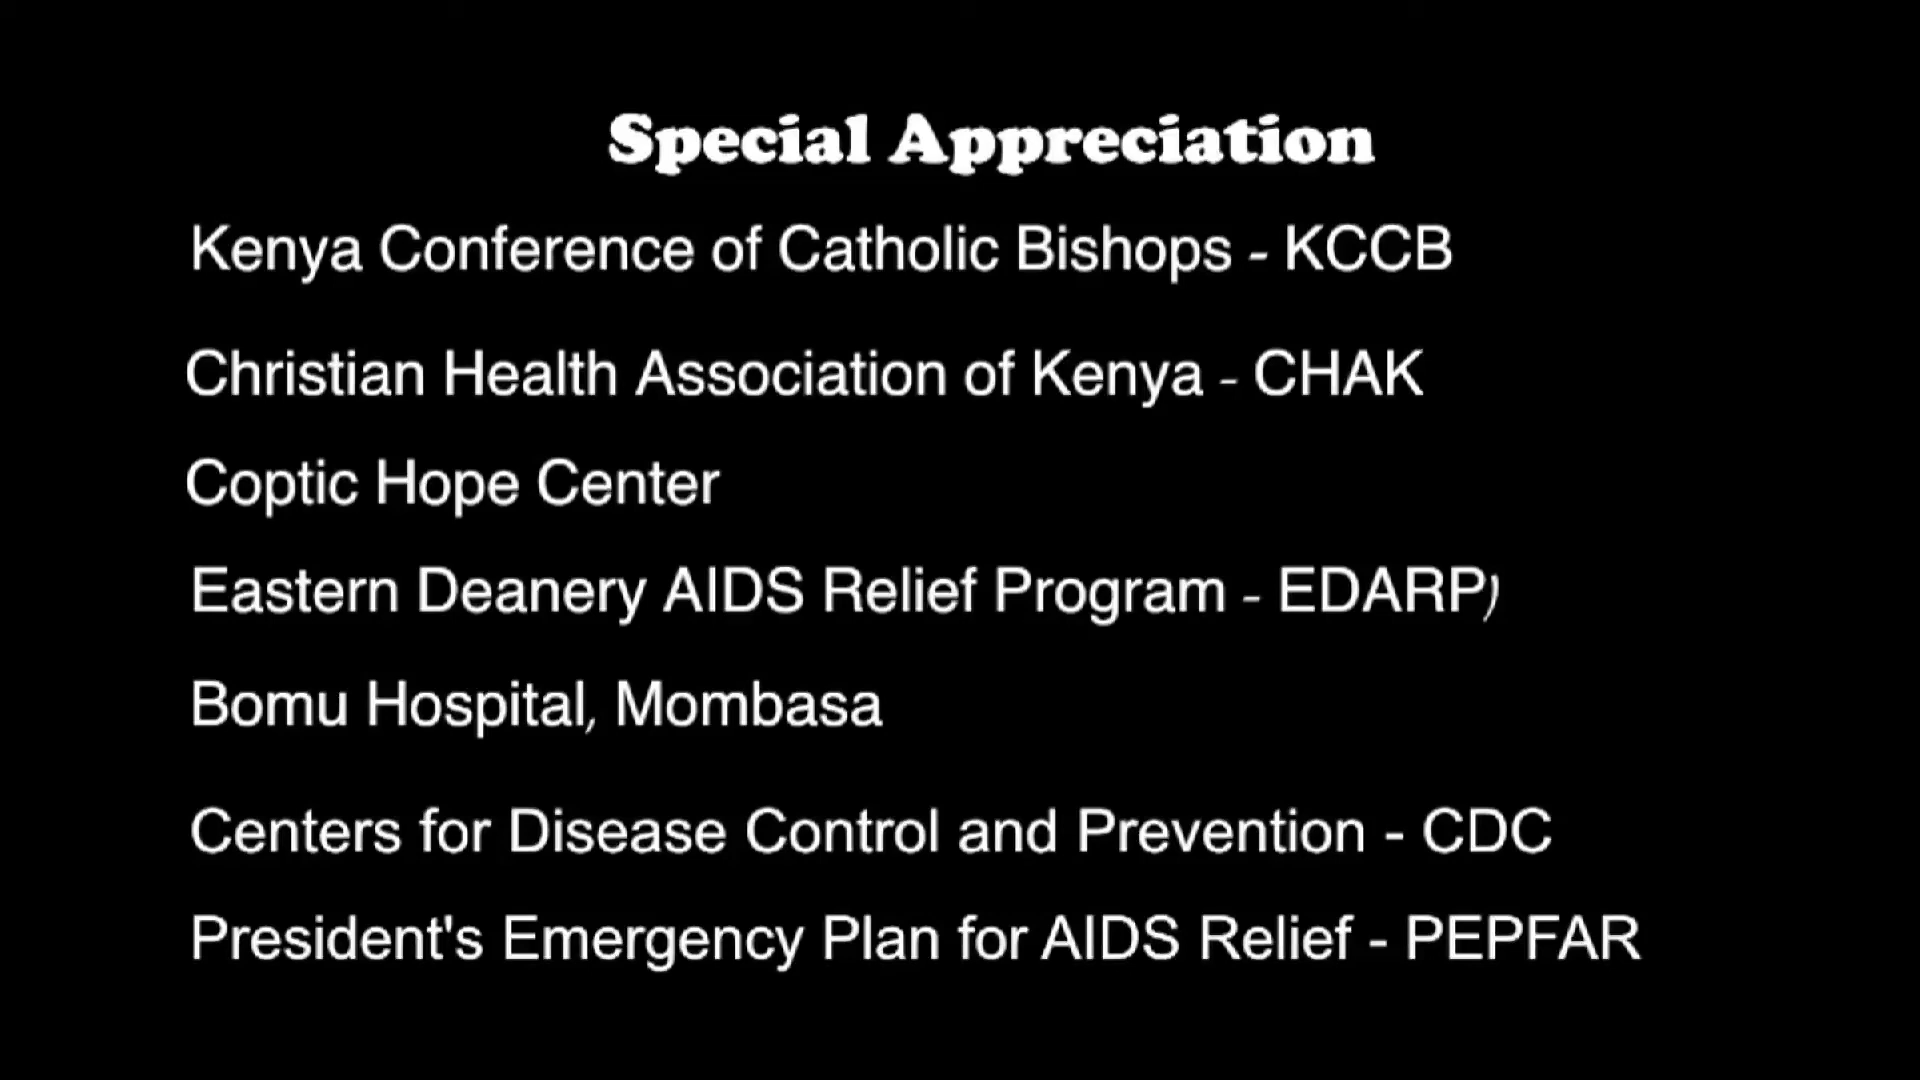 Special Appreciation
Kenya Conference of Catholic Bishops - KCCB
Christian Health Association of Kenya - CHAK
Coptic Hope Center
Eastern Deanery AIDS Relief Program - EDARP)
Bomu Hospital, Mombasa
Centers for Disease Control and Prevention - CDC
President's Emergency Plan for AIDS Relief - PEPFAR